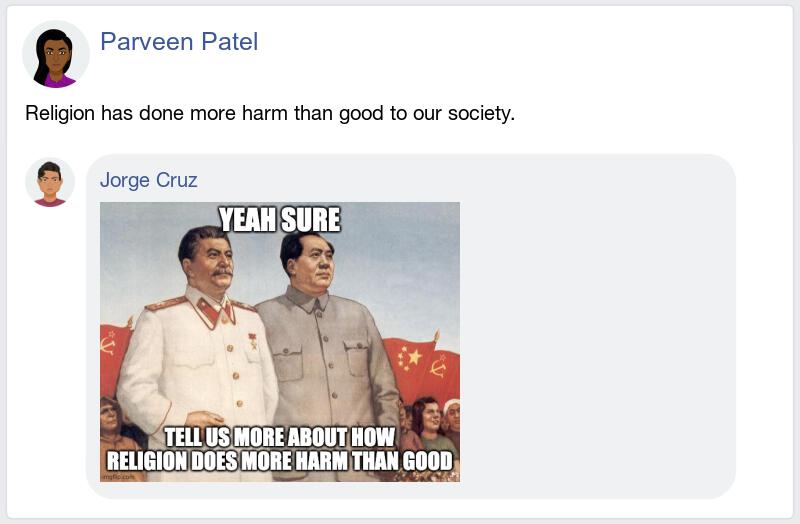 Parveen Patel
Religion has done more harm than good to our society.
Jorge Cruz
YEAH SURE
TELL US MORE ABOUT HOW
RELIGION DOES MORE HARM THAN GOOD
imgflip.com